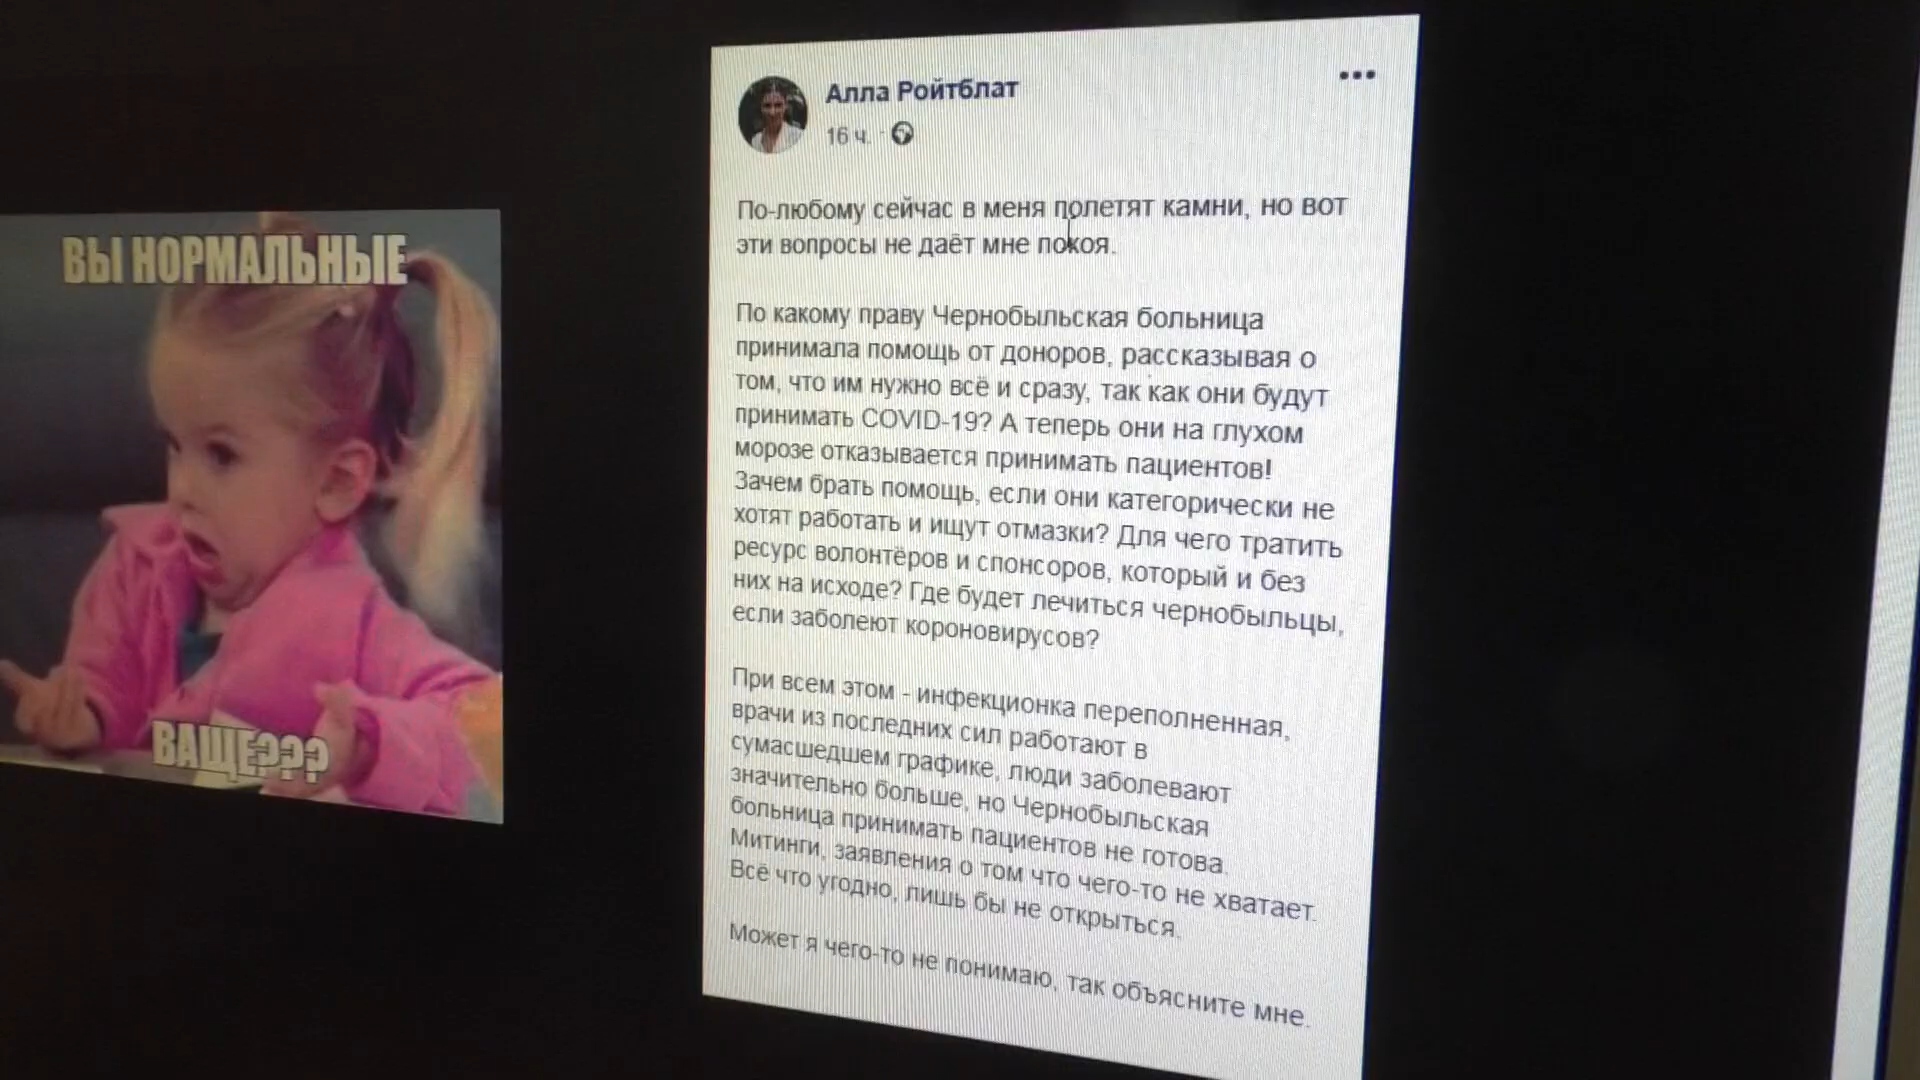 ВЫ НОРМАЛЬНЫЕ
ВАЩЕ???
Алла Ройтблат
16 ч.
По-любому сейчас в меня полетят камни, но вот
эти вопросы не даёт мне покоя.
По какому праву Чернобыльская больница
принимала помощь от доноров, рассказывая о
том, что им нужно всё и сразу, так как они будут
принимать COVID-19? А теперь они на глухом
морозе отказывается принимать пациентов!
Зачем брать помощь, если они категорически не
хотят работать и ищут отмазки? Для чего тратить
ресурс волонтёров и спонсоров, который и без
них на исходе? Где будет лечиться чернобыльцы,
если заболеют короновирусов?
При всем этом - инфекционка переполненная,
врачи из последних сил работают в
сумасшедшем графике, люди заболевают
значительно больше, но Чернобыльская
больница принимать пациентов не готова.
Митинги, заявления о том что чего-то не хватает.
Всё что угодно, лишь бы не открыться.
Может я чего-то не понимаю, так объясните мне.